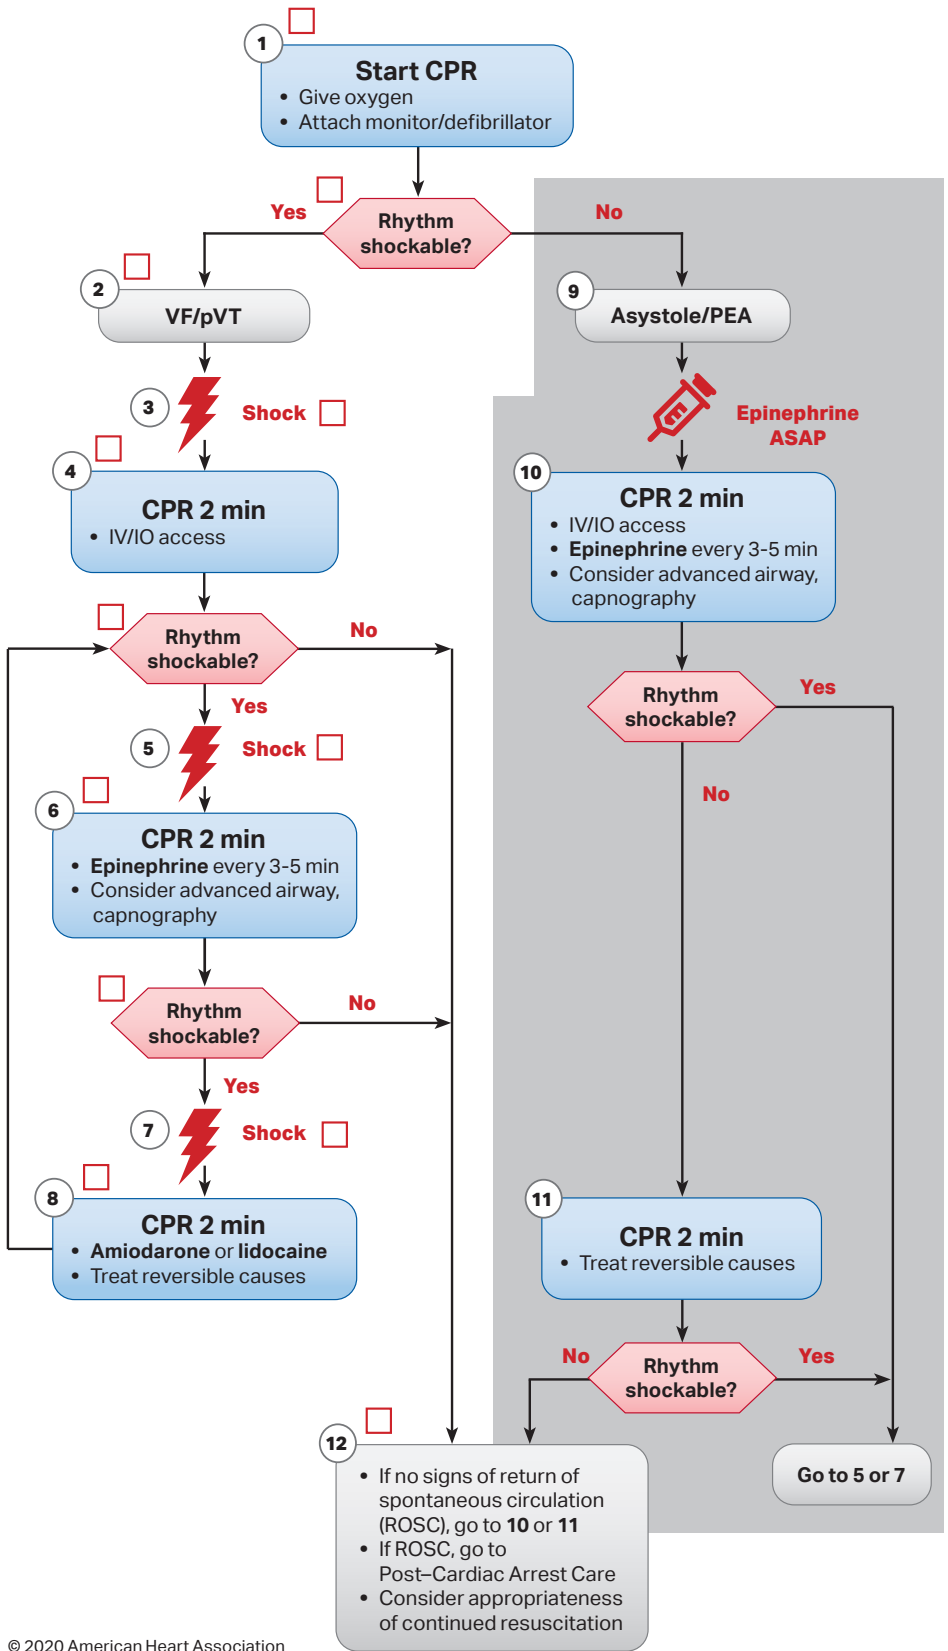 1
Start CPR
• Give oxygen
• Attach monitor/defibrillator
Rhythm
shockable?
Yes
No
2
VF/pVT
3
Shock
4
CPR 2 min
• IV/IO access
Rhythm
shockable?
No
Yes
5
Shock
6
CPR 2 min
• Epinephrine every 3-5 min
• Consider advanced airway,
capnography
Rhythm
shockable?
No
Yes
7
Shock
8
CPR 2 min
• Amiodarone or lidocaine
• Treat reversible causes
9
Asystole/PEA
Epinephrine
ASAP
10
CPR 2 min
• IV/IO access
• Epinephrine every 3-5 min
• Consider advanced airway,
capnography
Rhythm
shockable?
Yes
No
11
CPR 2 min
• Treat reversible causes
Rhythm
shockable?
No
Yes
12
• If no signs of return of
spontaneous circulation
(ROSC), go to 10 or 11
• If ROSC, go to
Post–Cardiac Arrest Care
• Consider appropriateness
of continued resuscitation
Go to 5 or 7
© 2020 American Heart Association